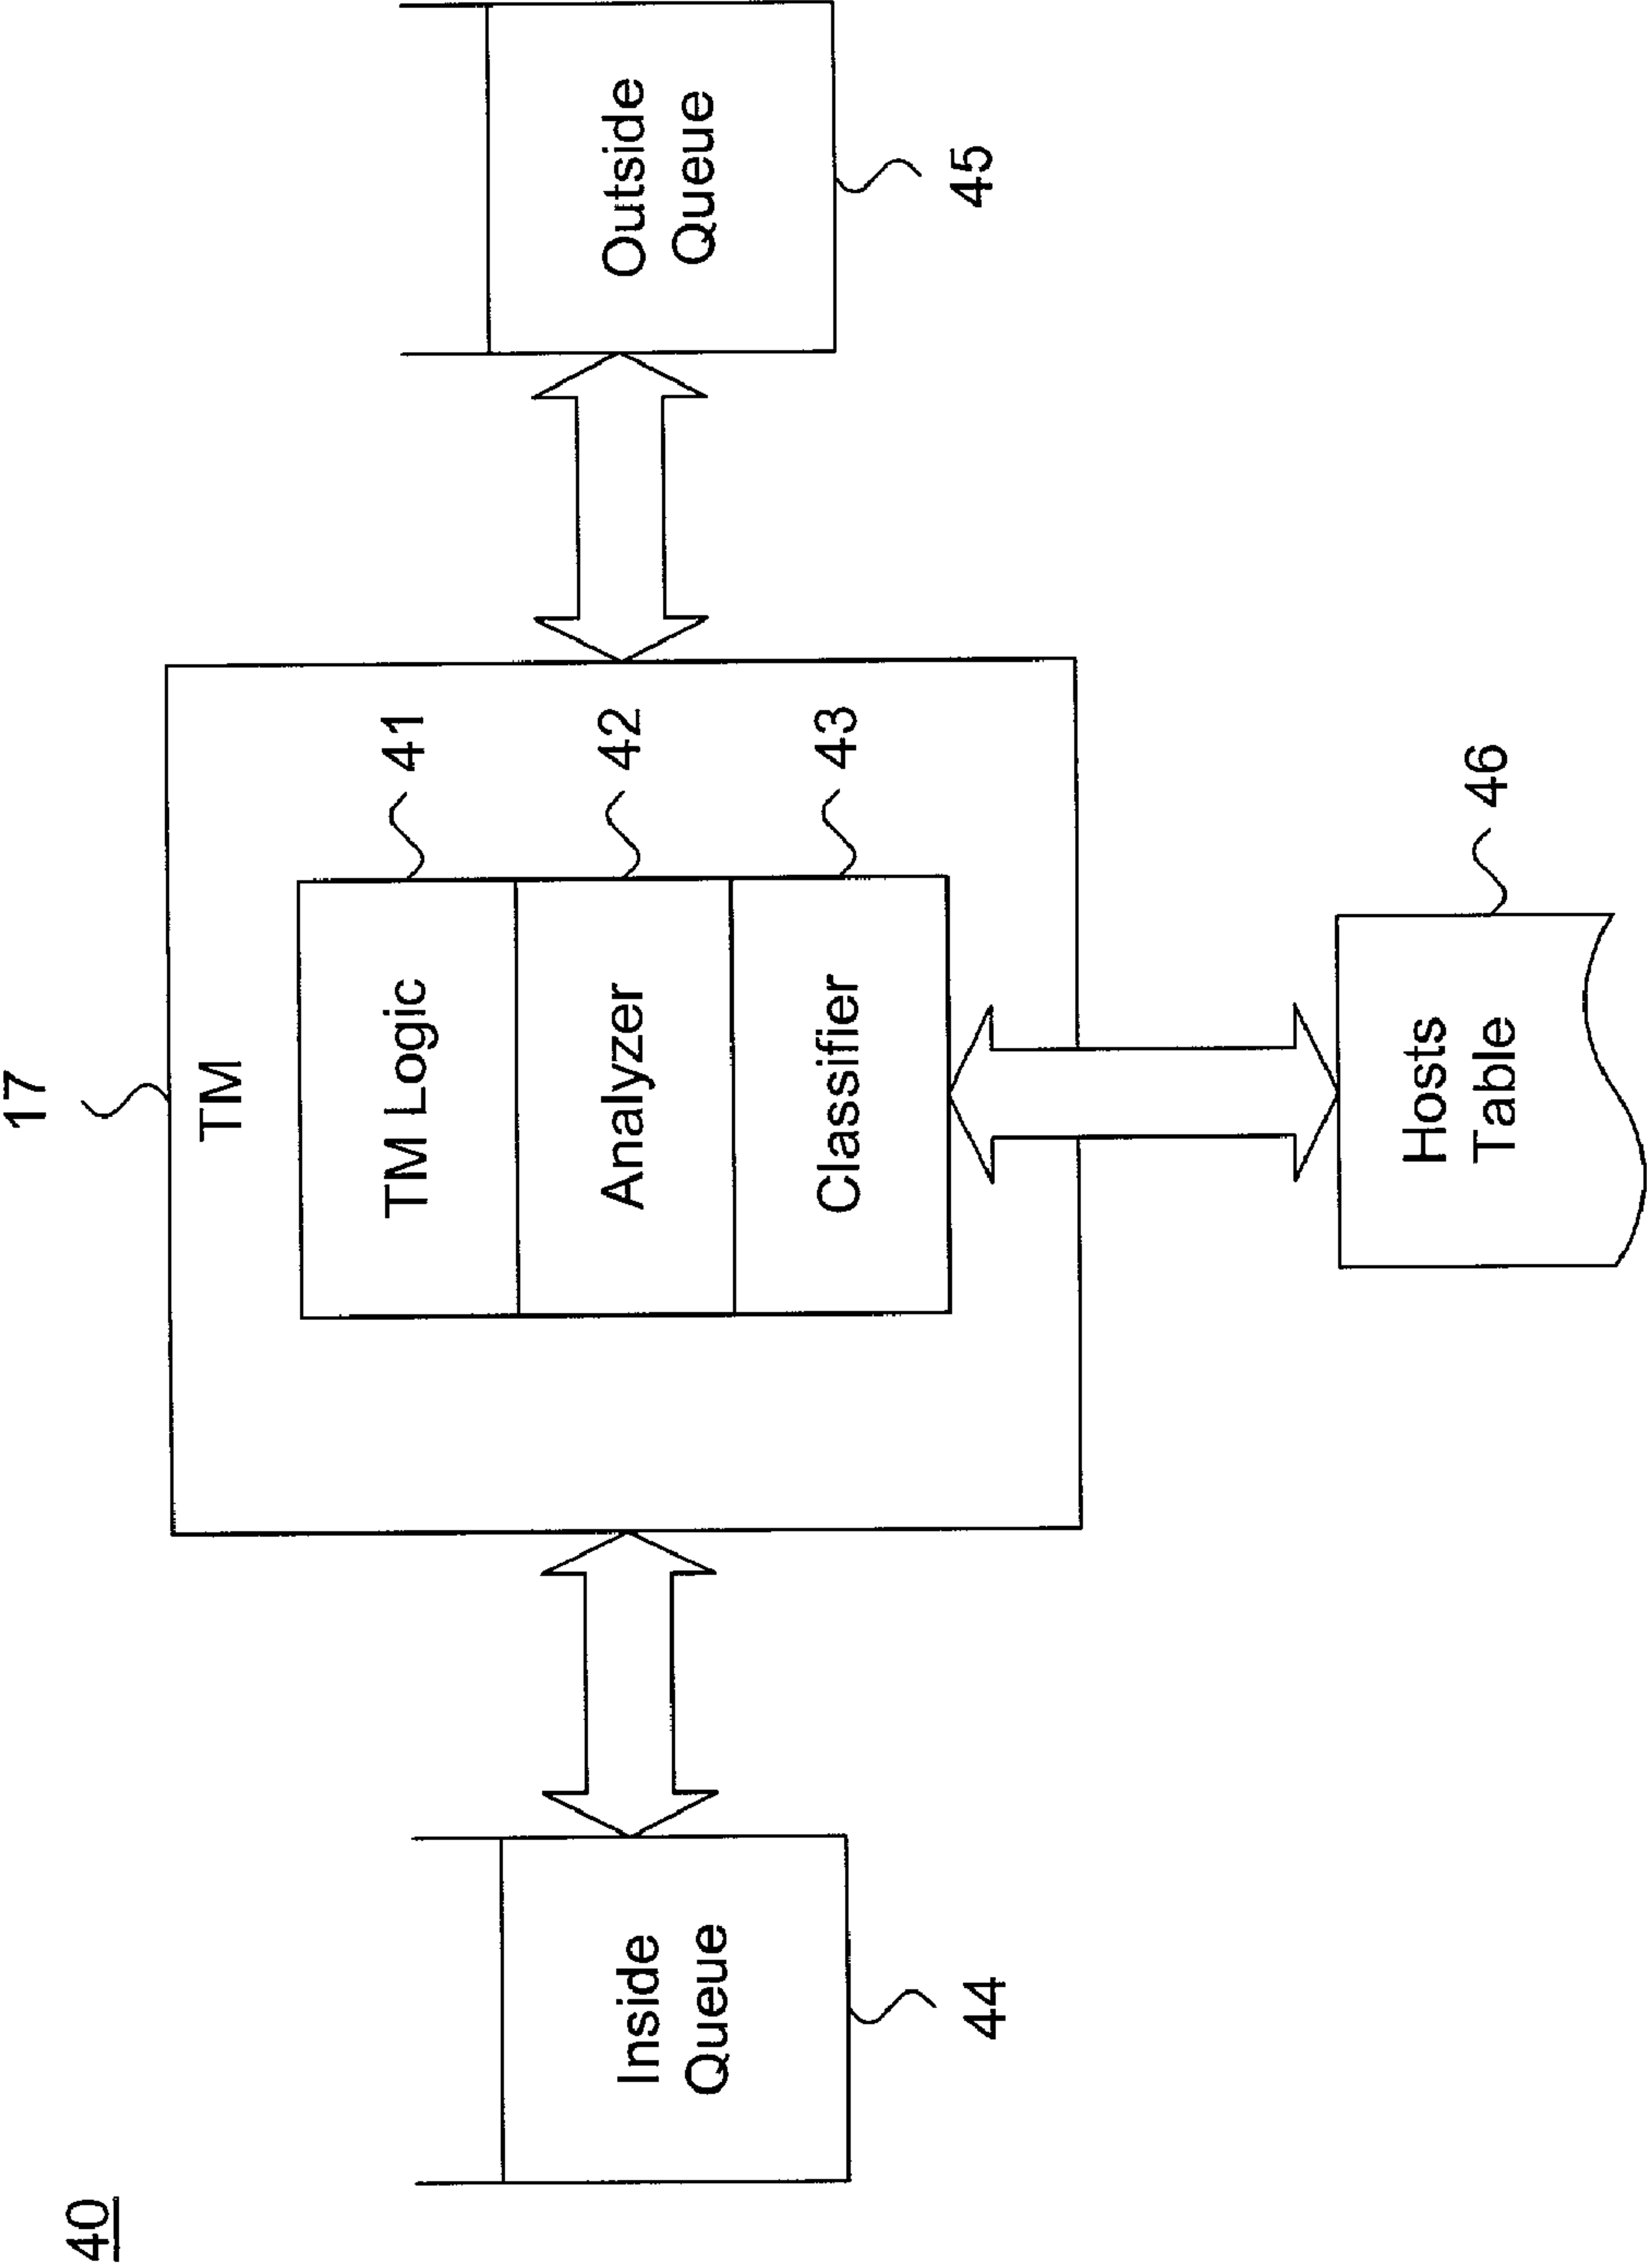 40
17
TM
TM Logic
41
Analyzer
42
Classifier
43
Inside
Queue
44
Outside
Queue
45
Hosts
Table
46